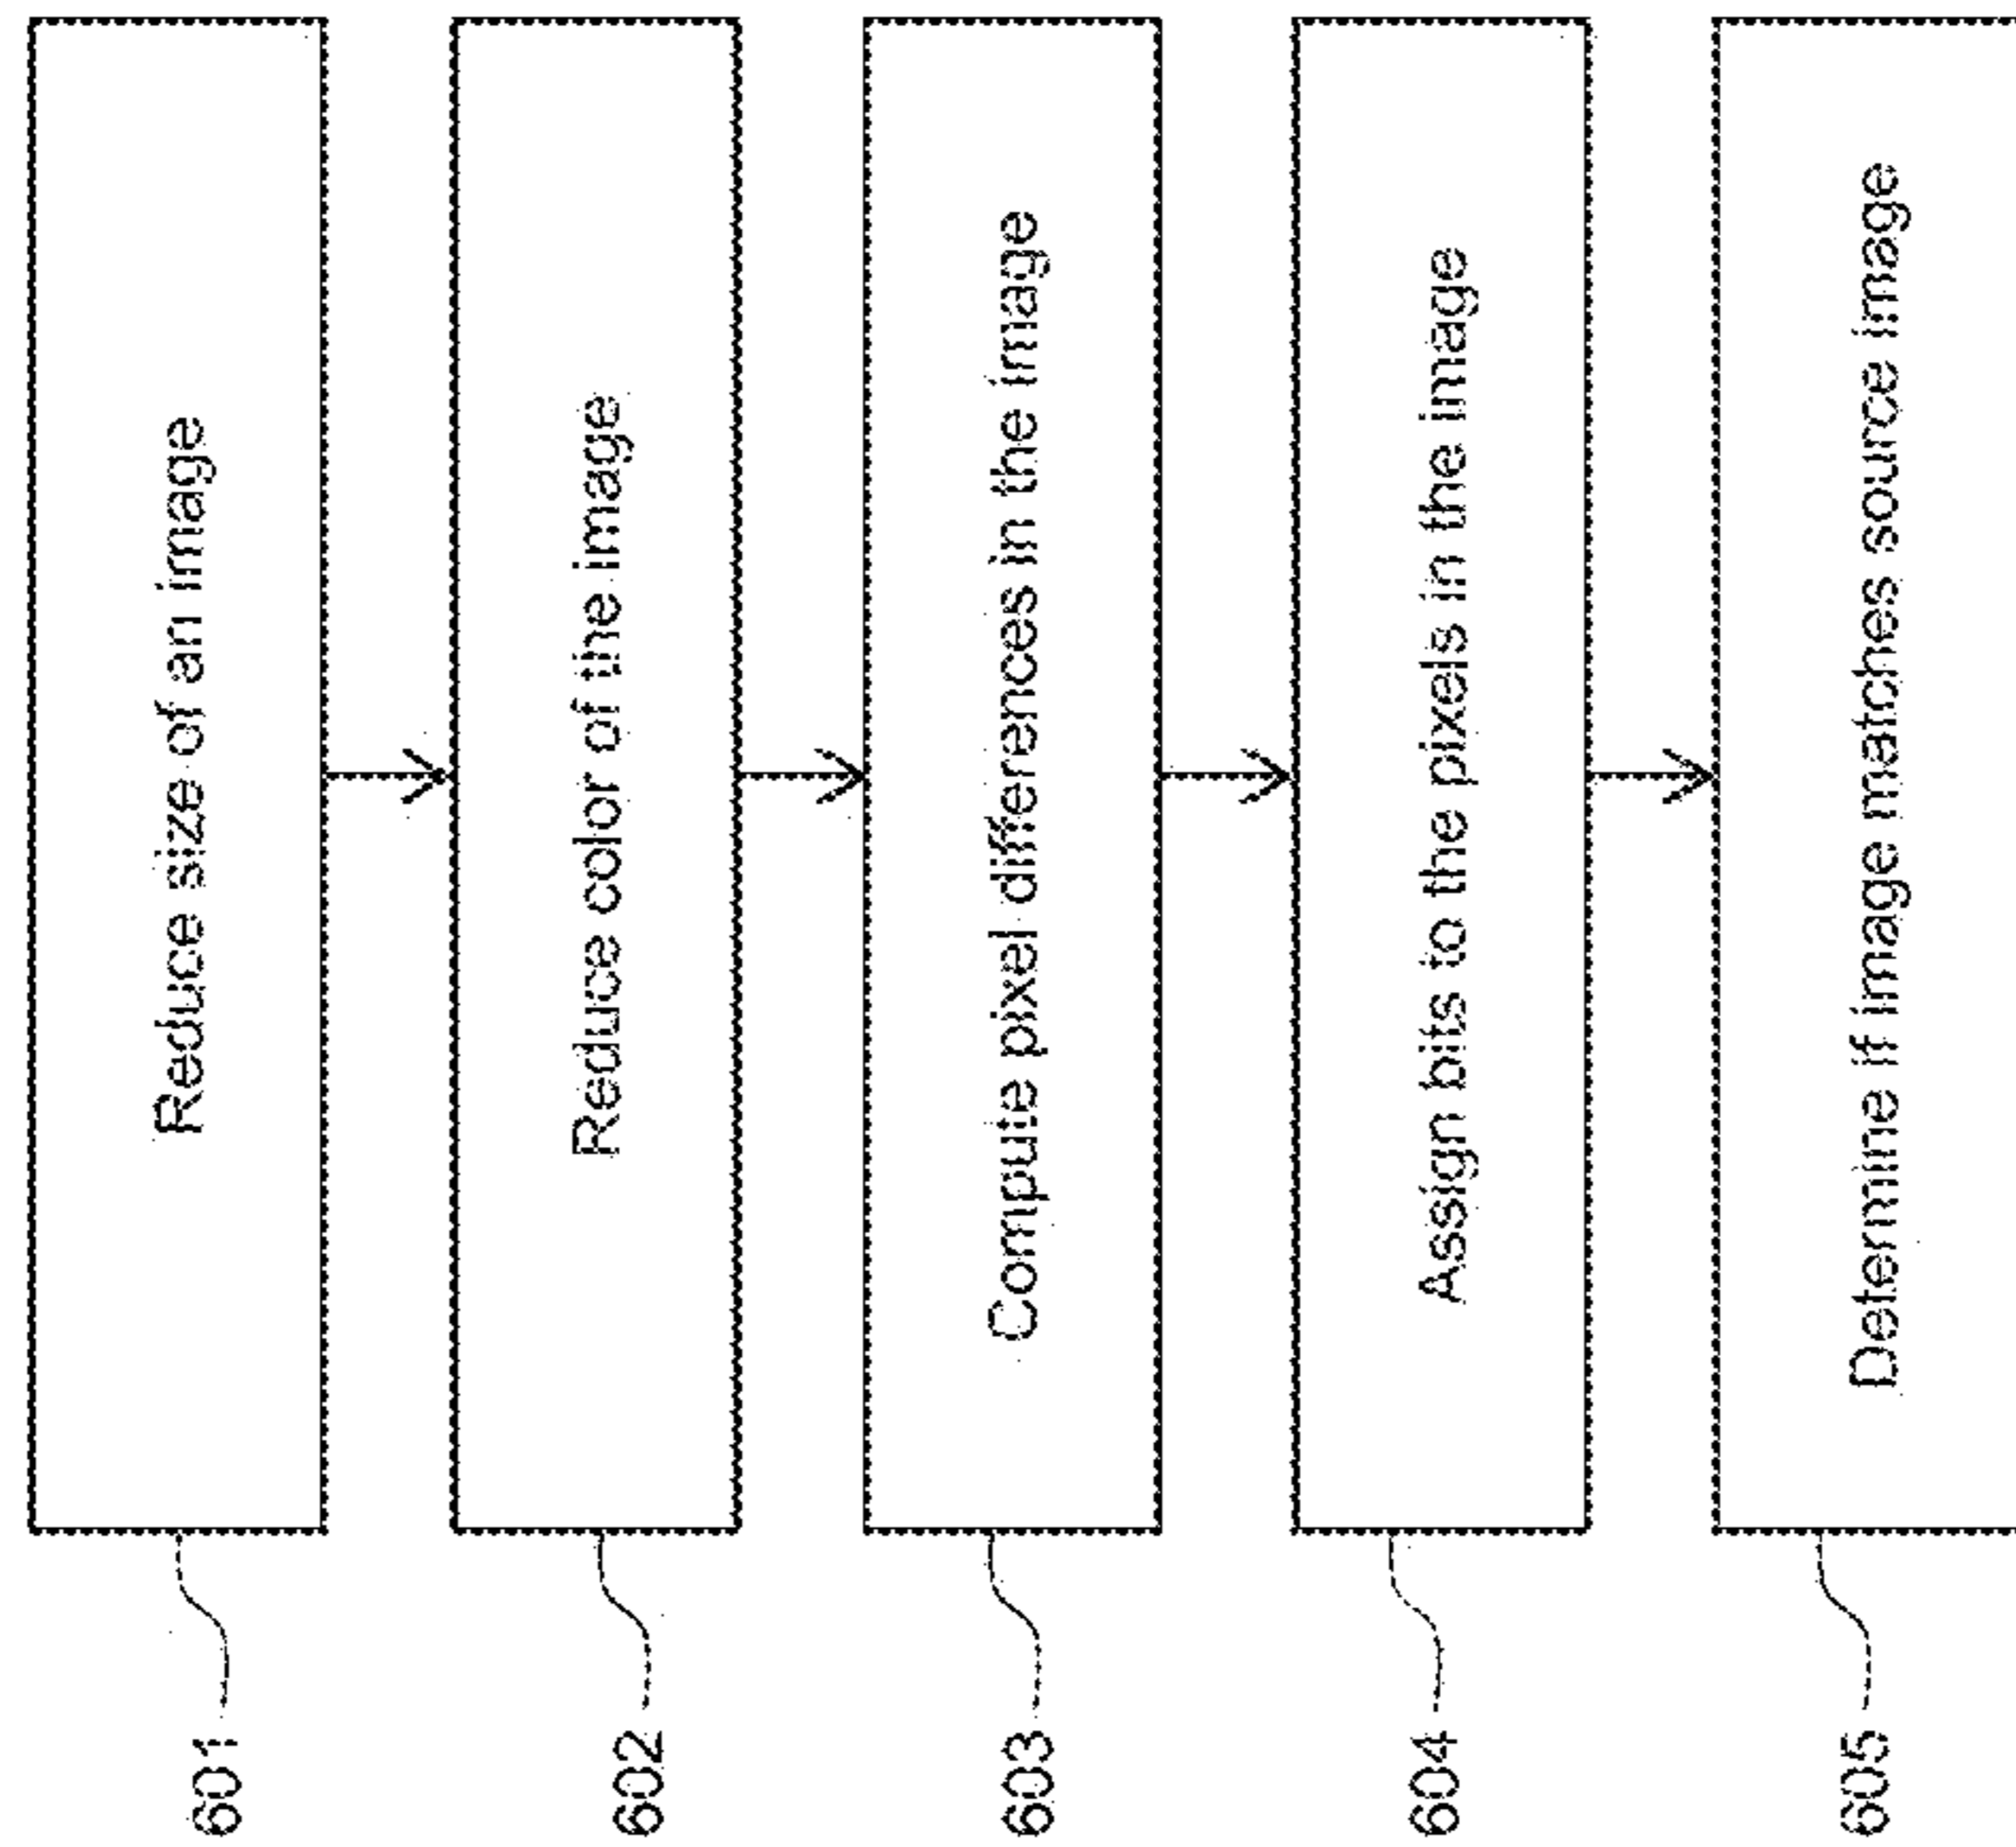 601
Reduce size of an image
602
Reduce color of the image
603
Compute pixel differences in the image
604
Assign bits to the pixels in the image
605
Determine if image matches source image